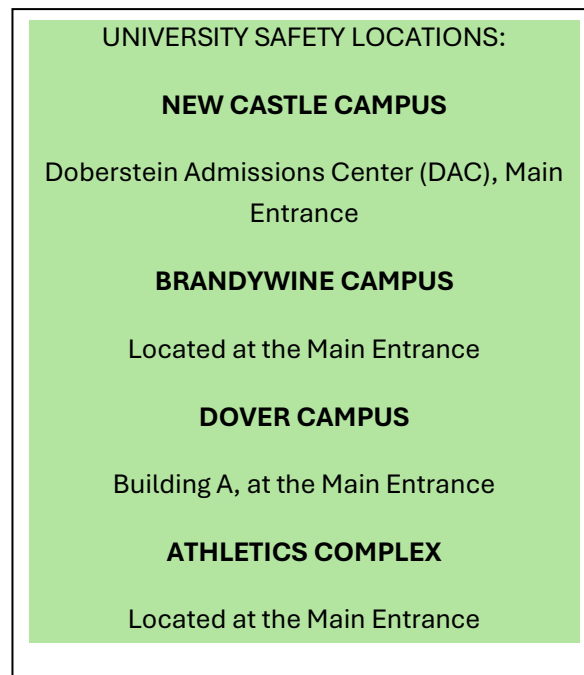 UNIVERSITY SAFETY LOCATIONS:
NEW CASTLE CAMPUS
Doberstein Admissions Center (DAC), Main
Entrance
BRANDYWINE CAMPUS
Located at the Main Entrance
DOVER CAMPUS
Building A, at the Main Entrance
ATHLETICS COMPLEX
Located at the Main Entrance